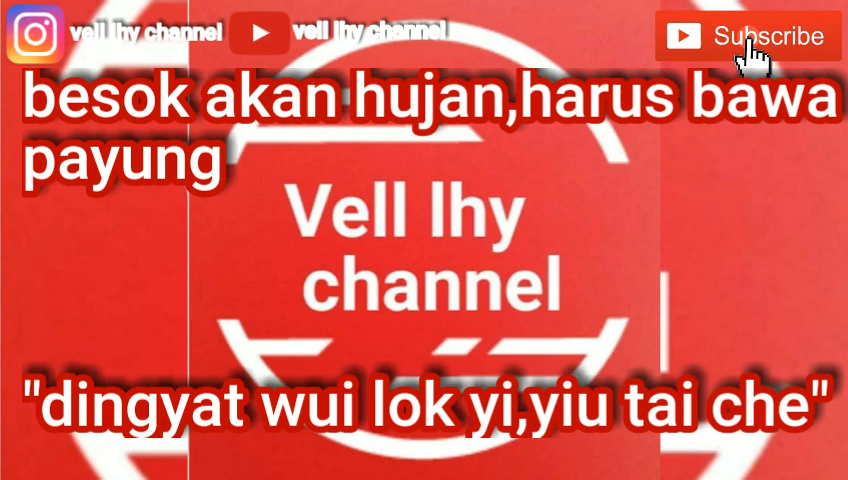 vell lhy channel vell lhy channel Subscribe
besok akan hujan,harus bawa
payung
Vell lhy
channel
"dingyat wui lok yi,yiu tai che"